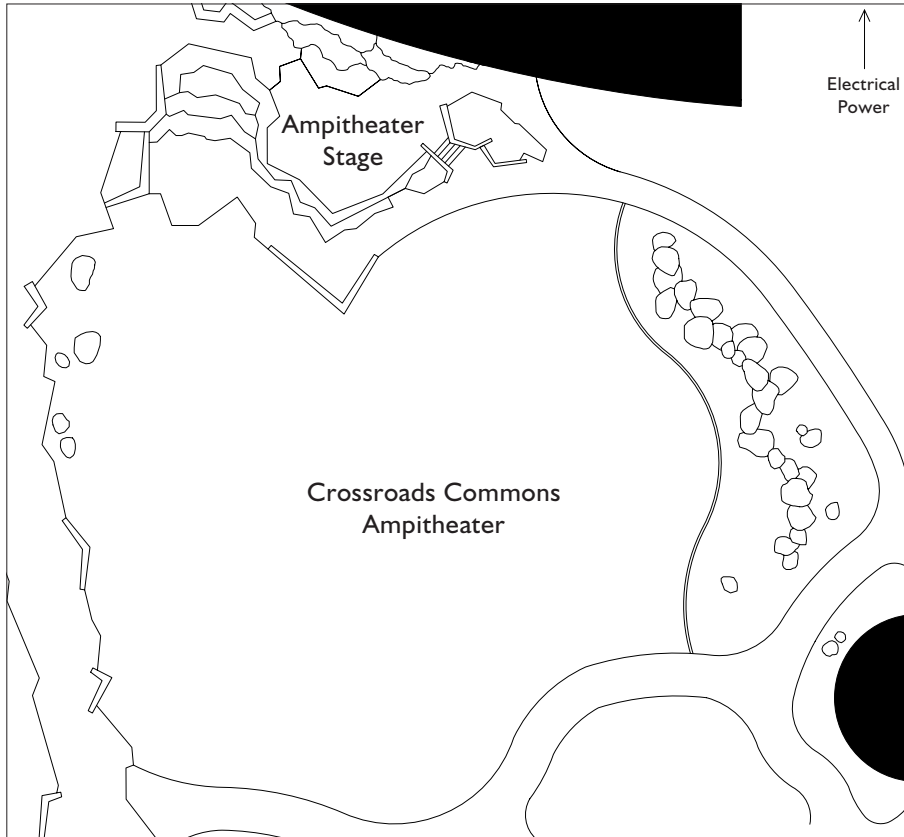 Electrical
Power
Ampitheater
Stage
Crossroads Commons
Ampitheater